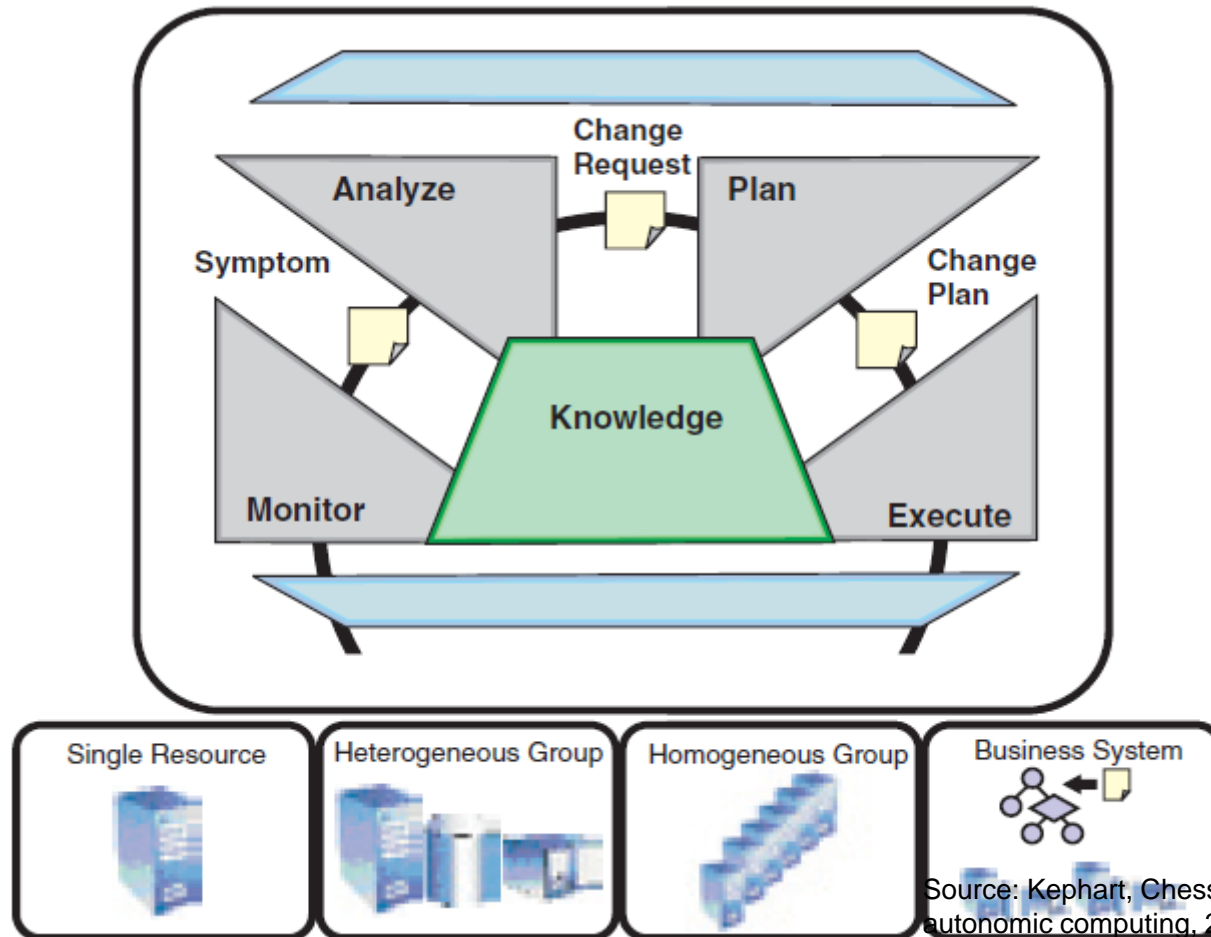 Change
Request
Analyze
Plan
Symptom
Change
Plan
Knowledge
Monitor
Execute
Single Resource
Heterogeneous Group
Homogeneous Group
Business System
Source: Kephart, Chess
autonomic computing, 2